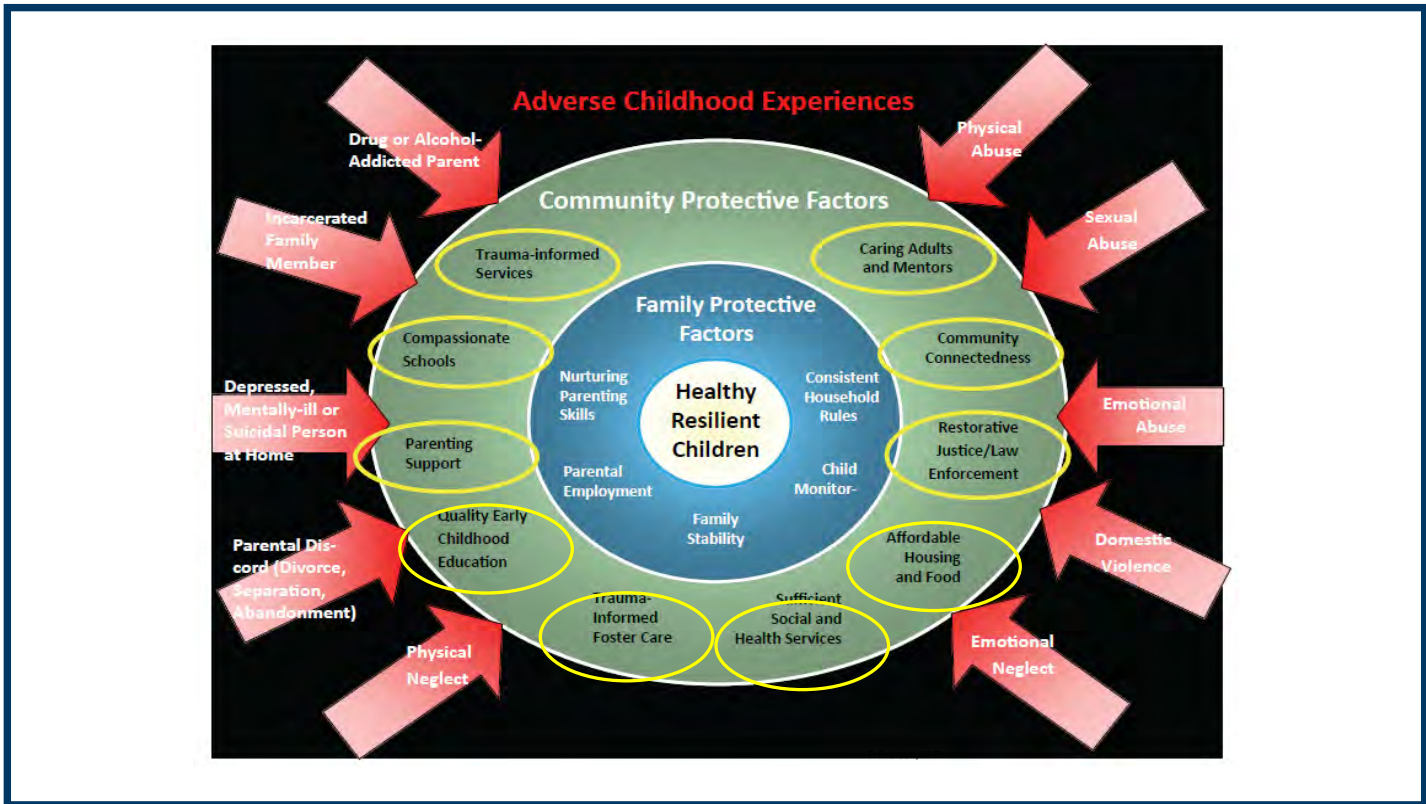 Adverse Childhood Experiences
Drug or Alcohol-
Addicted Parent
Incarcerated
Family
Member
Depressed,
Mentally-ill or
Suicidal Person
at Home
Parental Dis-
cord (Divorce,
Separation,
Abandonment)
Physical
Neglect
Physical
Abuse
Sexual
Abuse
Emotional
Abuse
Domestic
Violence
Emotional
Neglect
Community Protective Factors
Trauma-informed
Services
Compassionate
Schools
Parenting
Support
Quality Early
Childhood
Education
Trauma-
Informed
Foster Care
Sufficient
Social and
Health Services
Affordable
Housing
and Food
Restorative
Justice/Law
Enforcement
Community
Connectedness
Caring Adults
and Mentors
Family Protective
Factors
Nurturing
Parenting
Skills
Parental
Employment
Family
Stability
Child
Monitor-
Consistent
Household
Rules
Healthy
Resilient
Children